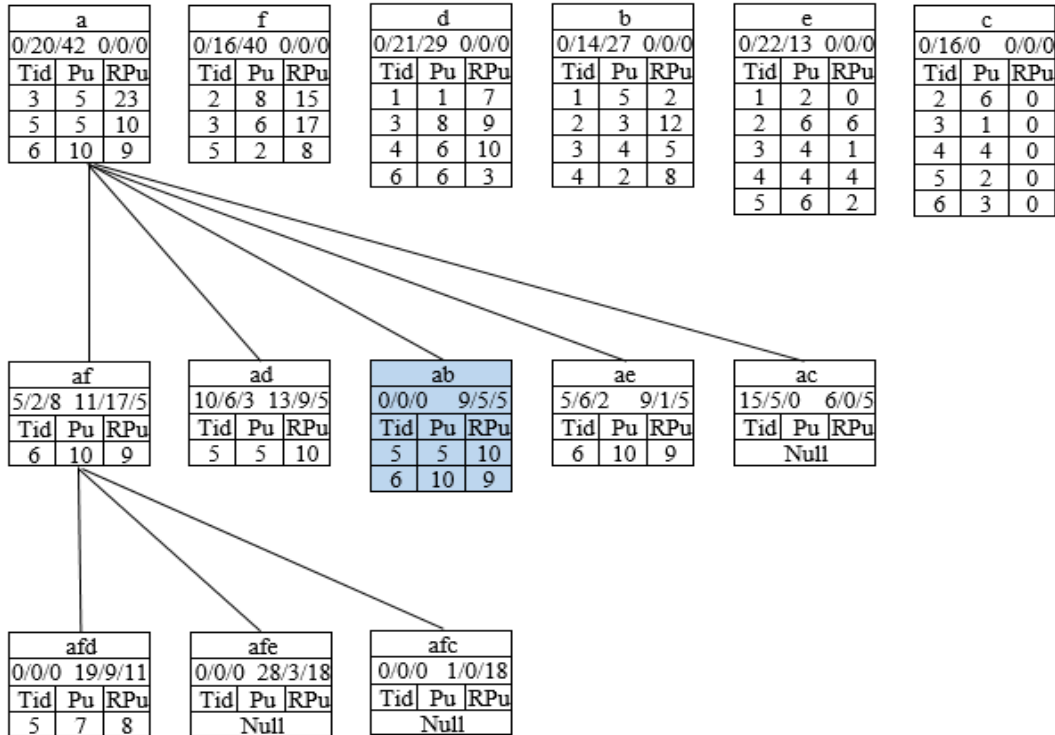 a f d b e c
0/20/42 0/0/0 0/16/40 0/0/0 0/21/29 0/0/0 0/14/27 0/0/0 0/22/13 0/0/0 0/16/0 0/0/0
Tid Pu RPu Tid Pu RPu Tid Pu RPu Tid Pu RPu Tid Pu RPu Tid Pu RPu
3 5 23 2 8 15 1 1 7 1 5 2 1 2 0 2 6 0
5 5 10 3 6 17 3 8 9 2 3 12 2 6 6 3 1 0
6 10 9 5 2 8 4 6 10 3 4 5 3 4 1 4 4 0
6 6 3 4 2 8 4 4 4 5 2 0
5 6 2 6 3 0
af ad ab ae ac
5/2/8 11/17/5 10/6/3 13/9/5 0/0/0 9/5/5 5/6/2 9/1/5 15/5/0 6/0/5
Tid Pu RPu Tid Pu RPu Tid Pu RPu Tid Pu RPu Tid Pu RPu
6 10 9 5 5 10 5 5 10 6 10 9 Null
6 10 9
afd afe afc
0/0/0 19/9/11 0/0/0 28/3/18 0/0/0 1/0/18
Tid Pu RPu Tid Pu RPu Tid Pu RPu
5 7 8 Null Null